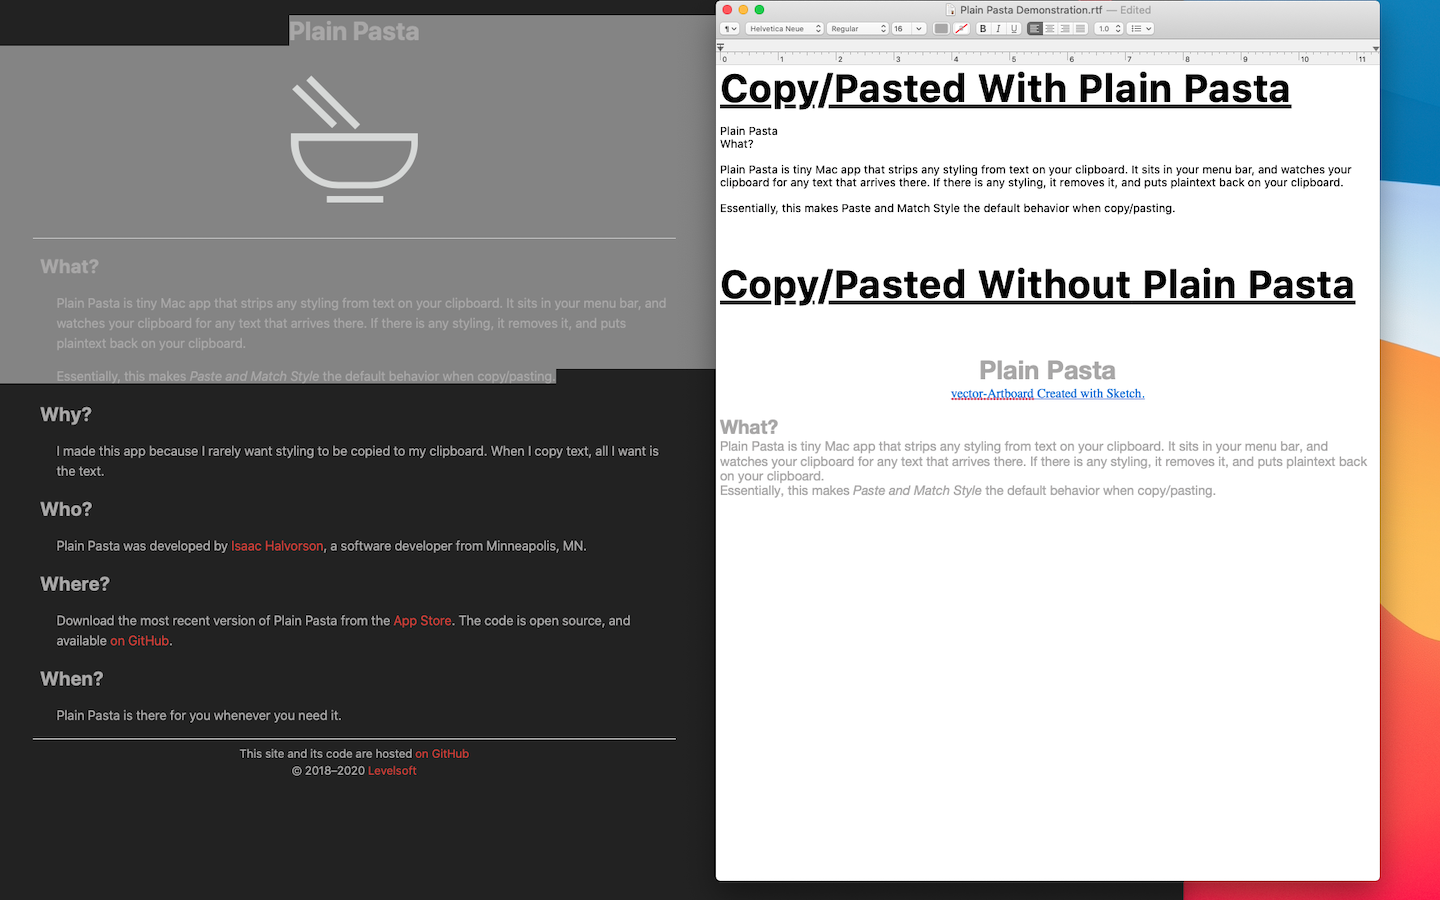 Plain Pasta
What?
Plain Pasta is tiny Mac app that strips any styling from text on your clipboard. It sits in your menu bar, and
watches your clipboard for any text that arrives there. If there is any styling, it removes it, and puts
plaintext back on your clipboard.
Essentially, this makes Paste and Match Style the default behavior when copy/pasting.
Why?
I made this app because I rarely want styling to be copied to my clipboard. When I copy text, all I want is
the text.
Who?
Plain Pasta was developed by Isaac Halvorson, a software developer from Minneapolis, MN.
Where?
Download the most recent version of Plain Pasta from the App Store. The code is open source, and
available on GitHub.
When?
Plain Pasta is there for you whenever you need it.
This site and its code are hosted on GitHub
© 2018–2020 Levelsoft
Plain Pasta Demonstration.rtf — Edited
¶ Helvetica Neue Regular 16 B I U 1.0
0 1 2 3 4 5 6 7 8 9 10 11
Copy/Pasted With Plain Pasta
Plain Pasta
What?
Plain Pasta is tiny Mac app that strips any styling from text on your clipboard. It sits in your menu bar, and watches your
clipboard for any text that arrives there. If there is any styling, it removes it, and puts plaintext back on your clipboard.
Essentially, this makes Paste and Match Style the default behavior when copy/pasting.
Copy/Pasted Without Plain Pasta
Plain Pasta
vector-Artboard Created with Sketch.
What?
Plain Pasta is tiny Mac app that strips any styling from text on your clipboard. It sits in your menu bar, and
watches your clipboard for any text that arrives there. If there is any styling, it removes it, and puts plaintext back
on your clipboard.
Essentially, this makes Paste and Match Style the default behavior when copy/pasting.